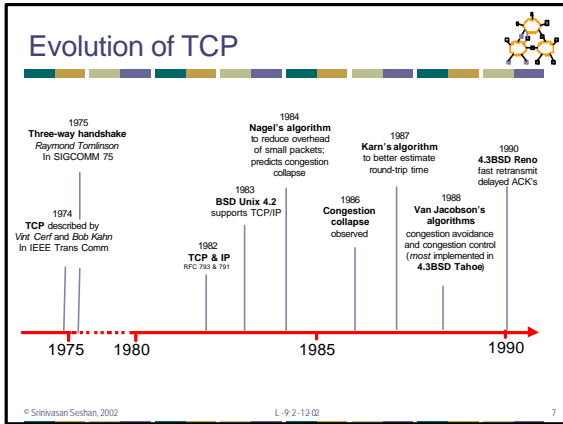 Evolution of TCP
1975
Three-way handshake
Raymond Tomlinson
In SIGCOMM 75
1974
TCP described by
Vint Cerf and Bob Kahn
In IEEE Trans Comm
1982
TCP & IP
RFC 793 & 791
1983
BSD Unix 4.2
supports TCP/IP
1984
Nagel's algorithm
to reduce overhead
of small packets;
predicts congestion
collapse
1986
Congestion
collapse
observed
1987
Karn's algorithm
to better estimate
round-trip time
1988
Van Jacobson's
algorithms
congestion avoidance
and congestion control
(most implemented in
4.3BSD Tahoe)
1990
4.3BSD Reno
fast retransmit
delayed ACK's
1975
1980
1985
1990
© Srinivasan Seshan, 2002
L -9; 2 -12-02
7